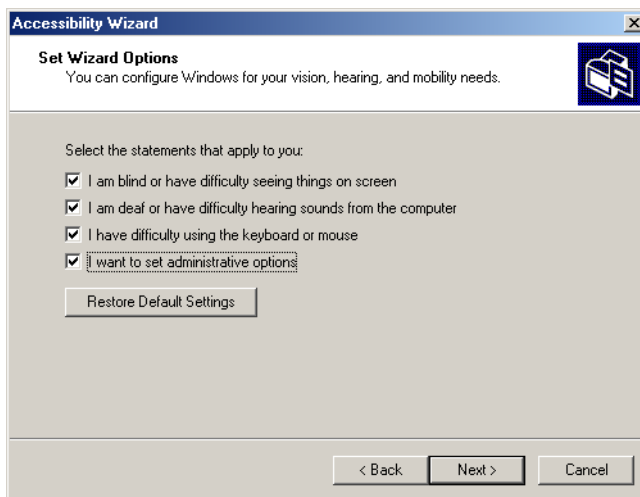 Accessibility Wizard
Set Wizard Options
You can configure Windows for your vision, hearing, and mobility needs.
Select the statements that apply to you:
I am blind or have difficulty seeing things on screen
I am deaf or have difficulty hearing sounds from the computer
I have difficulty using the keyboard or mouse
I want to set administrative options
Restore Default Settings
< Back Next > Cancel